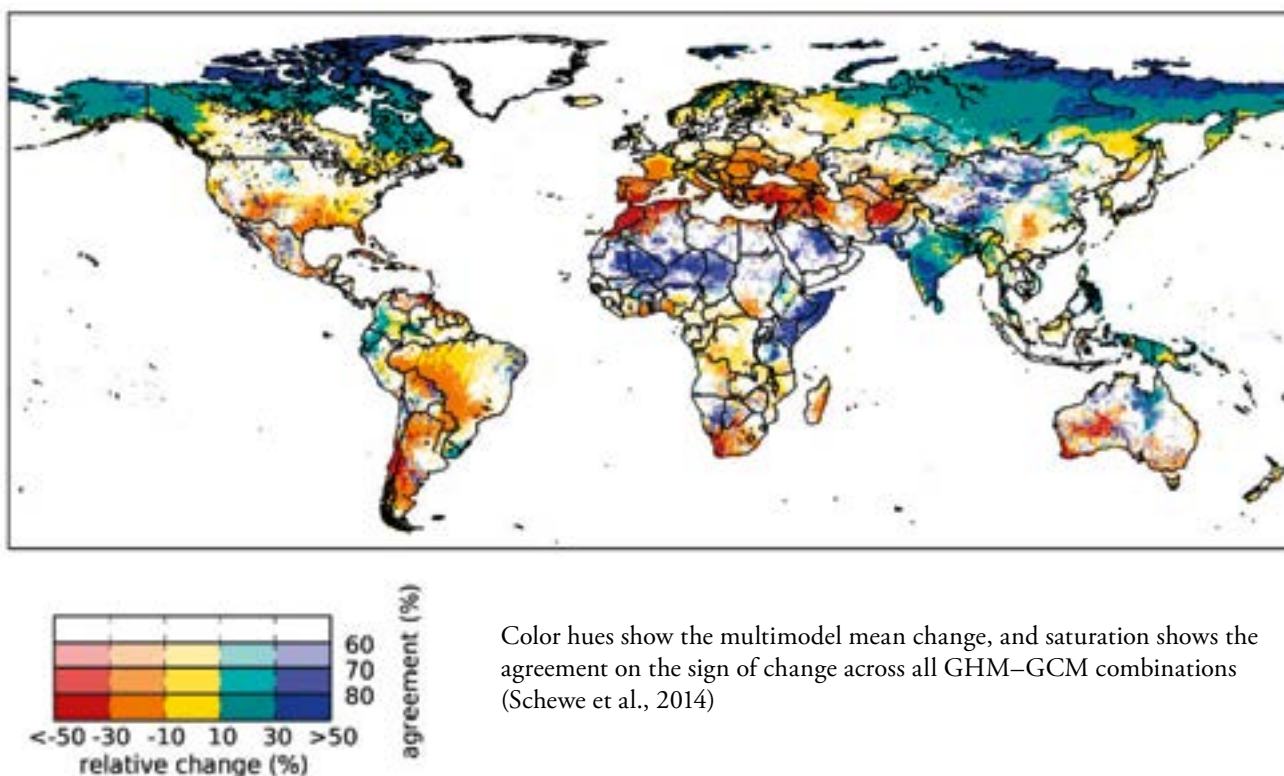 60
70
80
agreement (%)
<-50 -30 -10 10 30 >50
relative change (%)
Color hues show the multimodel mean change, and saturation shows the
agreement on the sign of change across all GHM–GCM combinations
(Schewe et al., 2014)